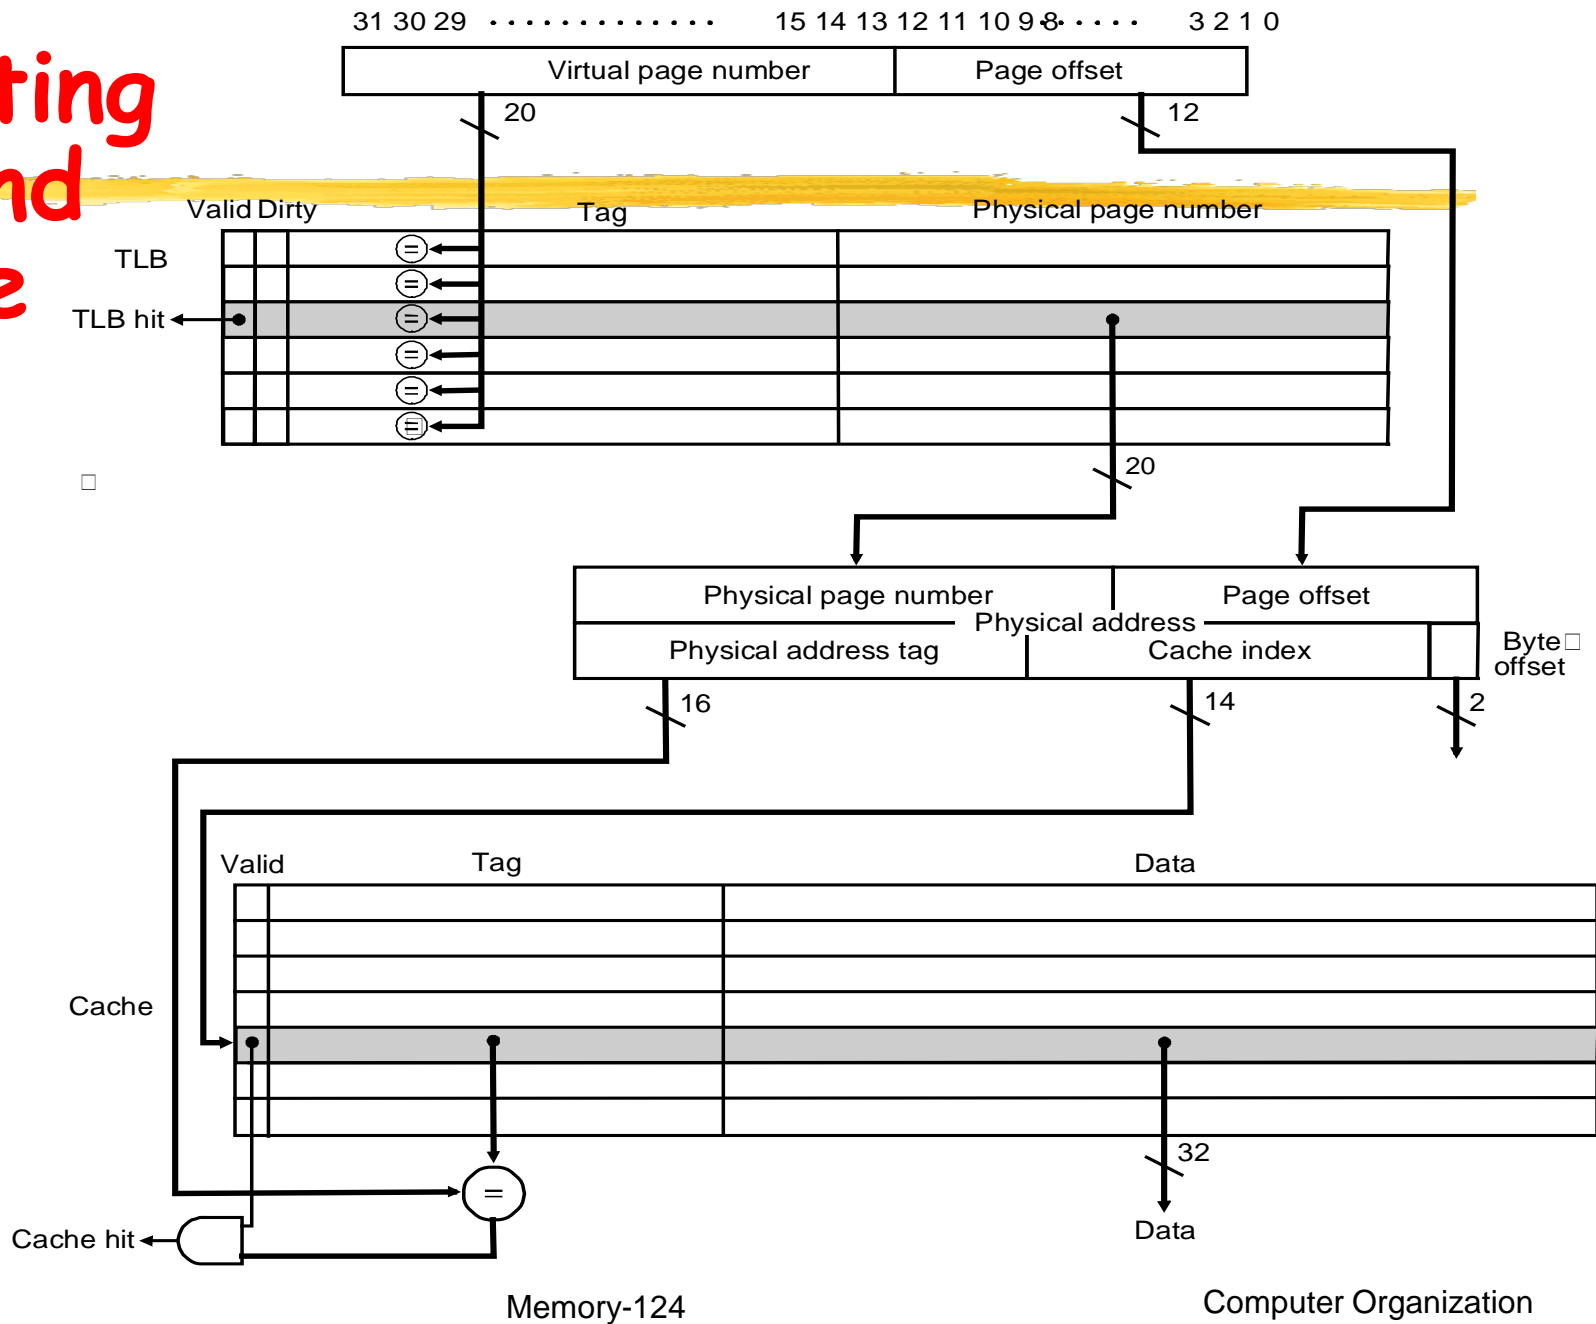 ting
nd
e
31 30 29 ............. 15 14 13 12 11 10 9 8...... 3 2 1 0
Virtual page number Page offset
20 12
Valid Dirty Tag Physical page number
TLB
=
=
TLB hit =
=
=
=
20
Physical page number Page offset
Physical address
Physical address tag Cache index Byte
offset
16 14 2
Valid Tag Data
Cache
32
=
Cache hit Data
Memory-124 Computer Organization